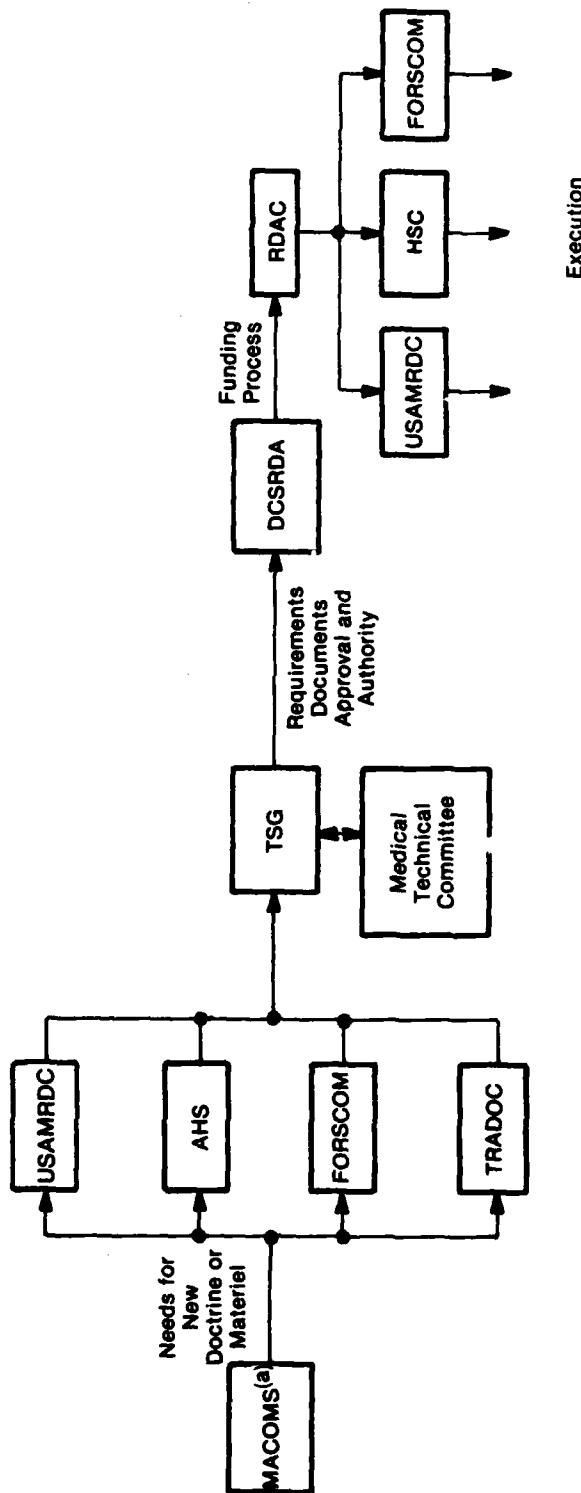 MACOMS(a)
Needs for
New
Doctrine or
Materiel
USAMRDC
AHS
FORSCOM
TRADOC
TSG
Medical
Technical
Committee
Requirements
Documents
Approval and
Authority
DCSRDA
Funding
Process
RDAC
USAMRDC
HSC
FORSCOM
Execution